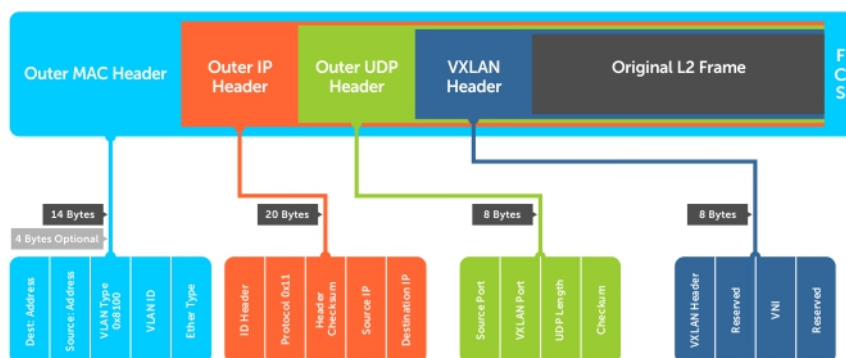 Outer MAC Header
Outer IP
Header
Outer UDP
Header
VXLAN
Header
Original L2 Frame
F
C
S
14 Bytes
4 Bytes Optional
20 Bytes
8 Bytes
8 Bytes
Dest: Address
Source: Address
VLAN Type
0x8100
VLAN ID
Ether Type
ID Header
Protocol 0x11
Header
Checksum
Source IP
Destination IP
Source Port
VXLAN Port
UDP Length
Checkum
VXLAN Header
Reserved
VNI
Reserved